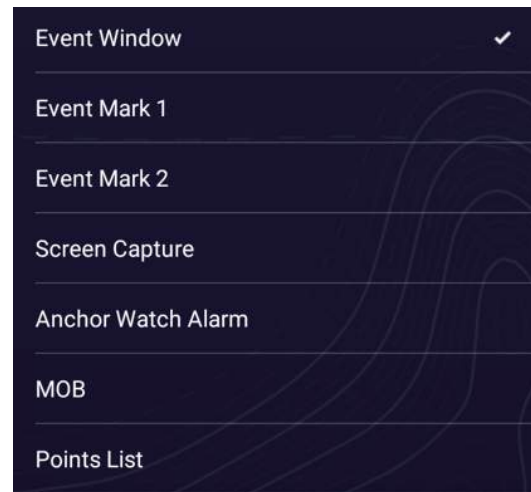 Event Window
Event Mark 1
Event Mark 2
Screen Capture
Anchor Watch Alarm
MOB
Points List